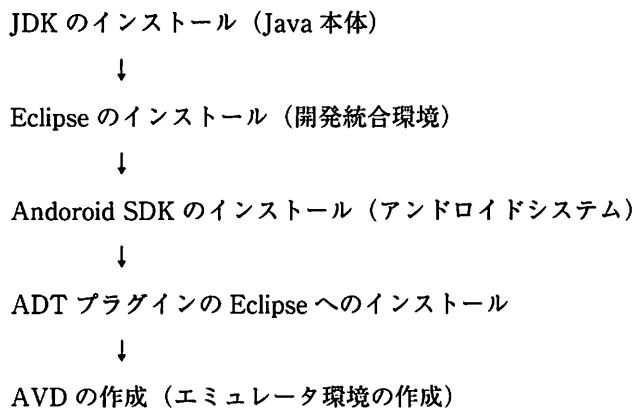 JDK のインストール（Java 本体）
↓
Eclipse のインストール（開発統合環境）
↓
Andoroid SDK のインストール（アンドロイドシステム）
↓
ADT プラグインの Eclipse へのインストール
↓
AVD の作成（エミュレータ環境の作成）